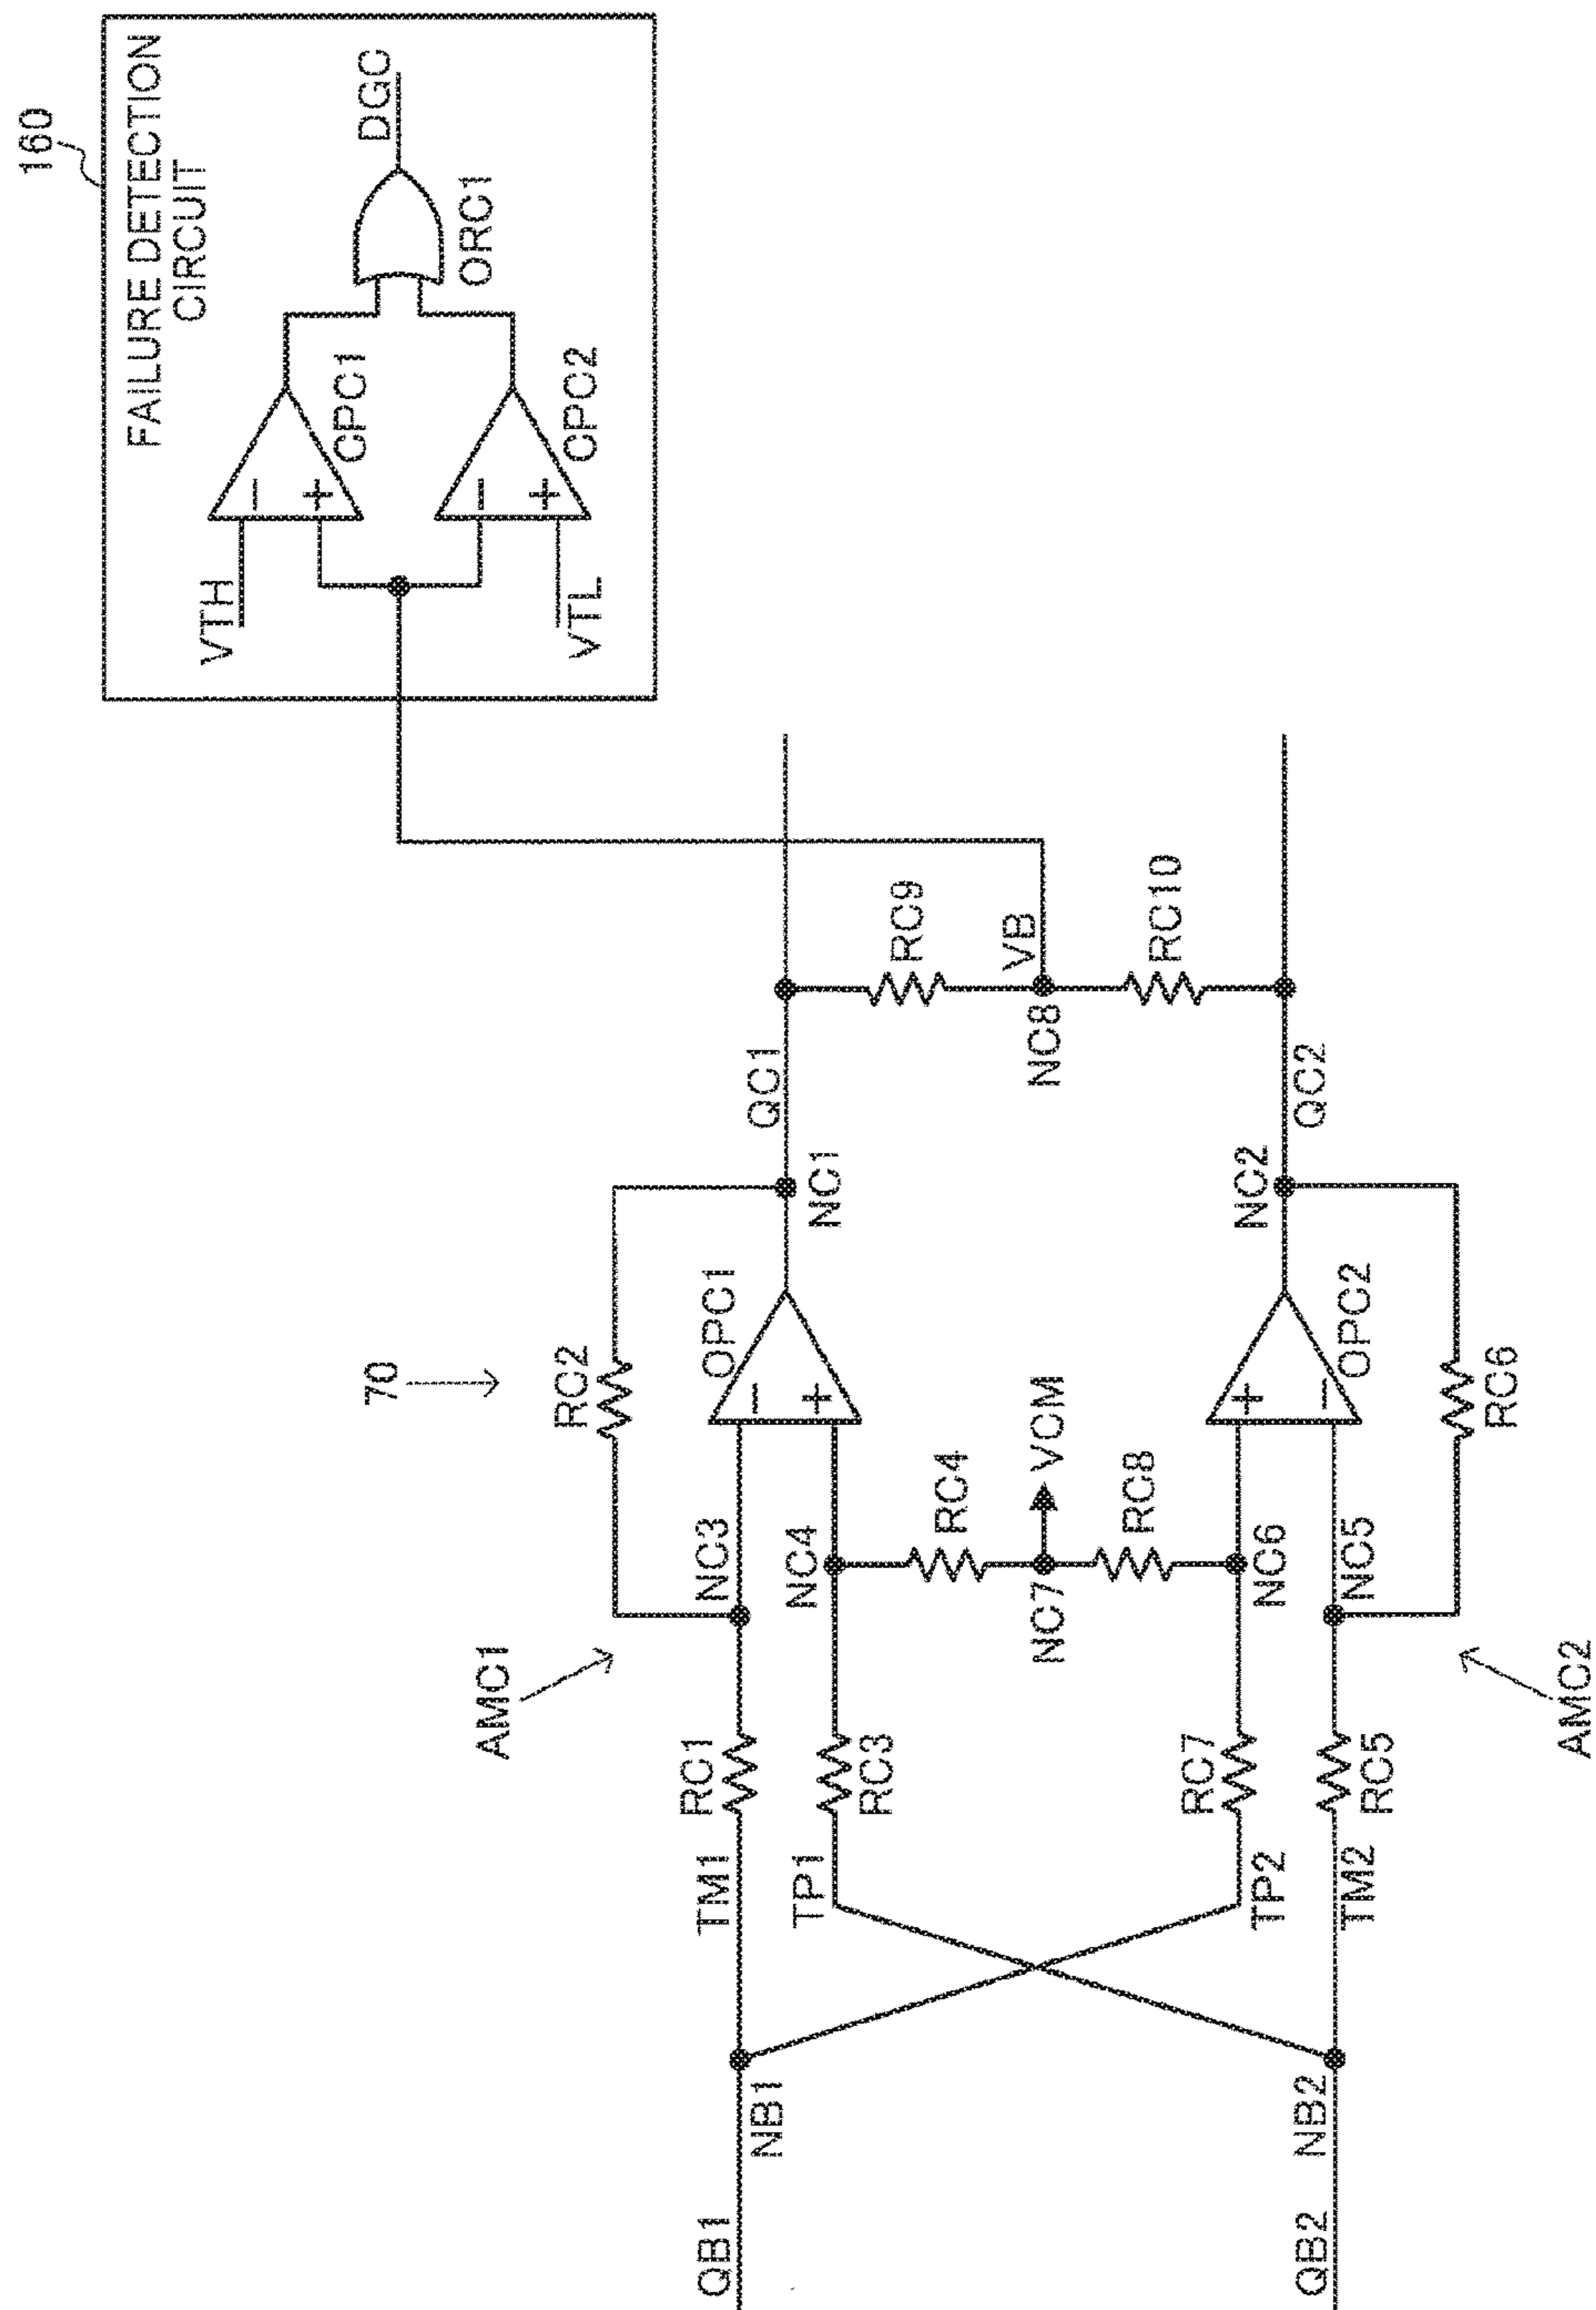 160
FAILURE DETECTION
CIRCUIT
VTH
−
+
CPC1
VTL
−
+
CPC2
ORC1
DGC
70
AMC1
RC2
QB1
NB1
TM1
RC1
NC3
−
+
OPC1
NC1
QC1
TP1
RC3
NC4
RC4
NC7
VCM
RC8
RC9
VB
NC8
RC10
TP2
RC7
NC6
+
−
OPC2
NC2
QC2
QB2
NB2
TM2
RC5
NC5
RC6
AMC2